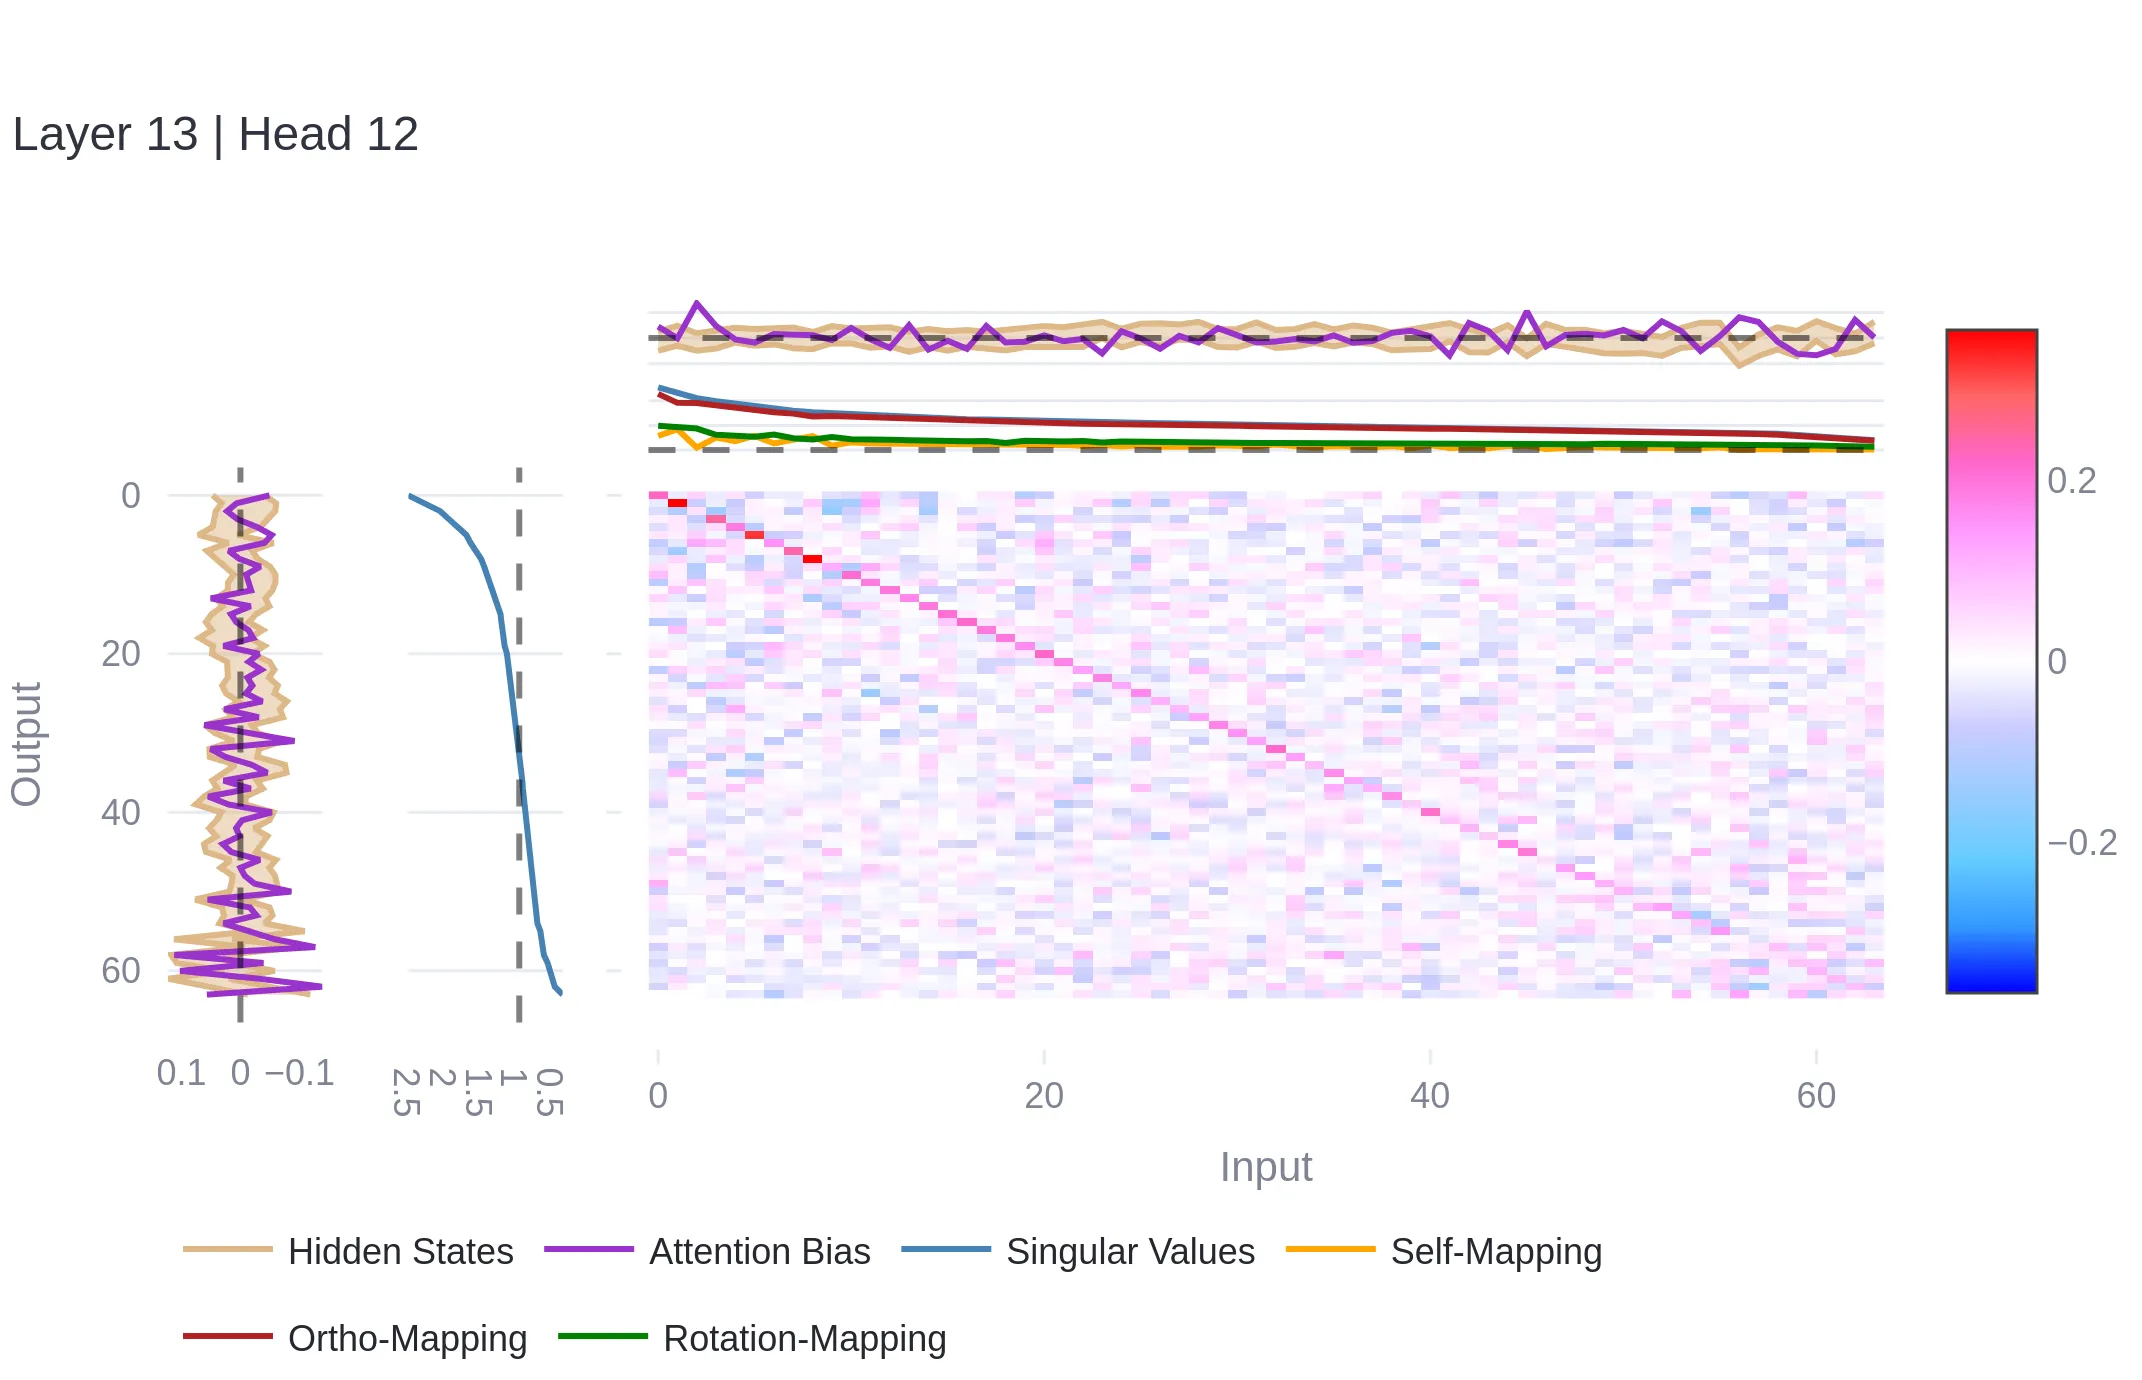 Layer 13 | Head 12
0
20
40
60
Output
0.1 0 −0.1
2.5
2
1.5
1
0.5
0 20 40 60
Input
0.2
0
−0.2
Hidden States Attention Bias Singular Values Self-Mapping
Ortho-Mapping Rotation-Mapping